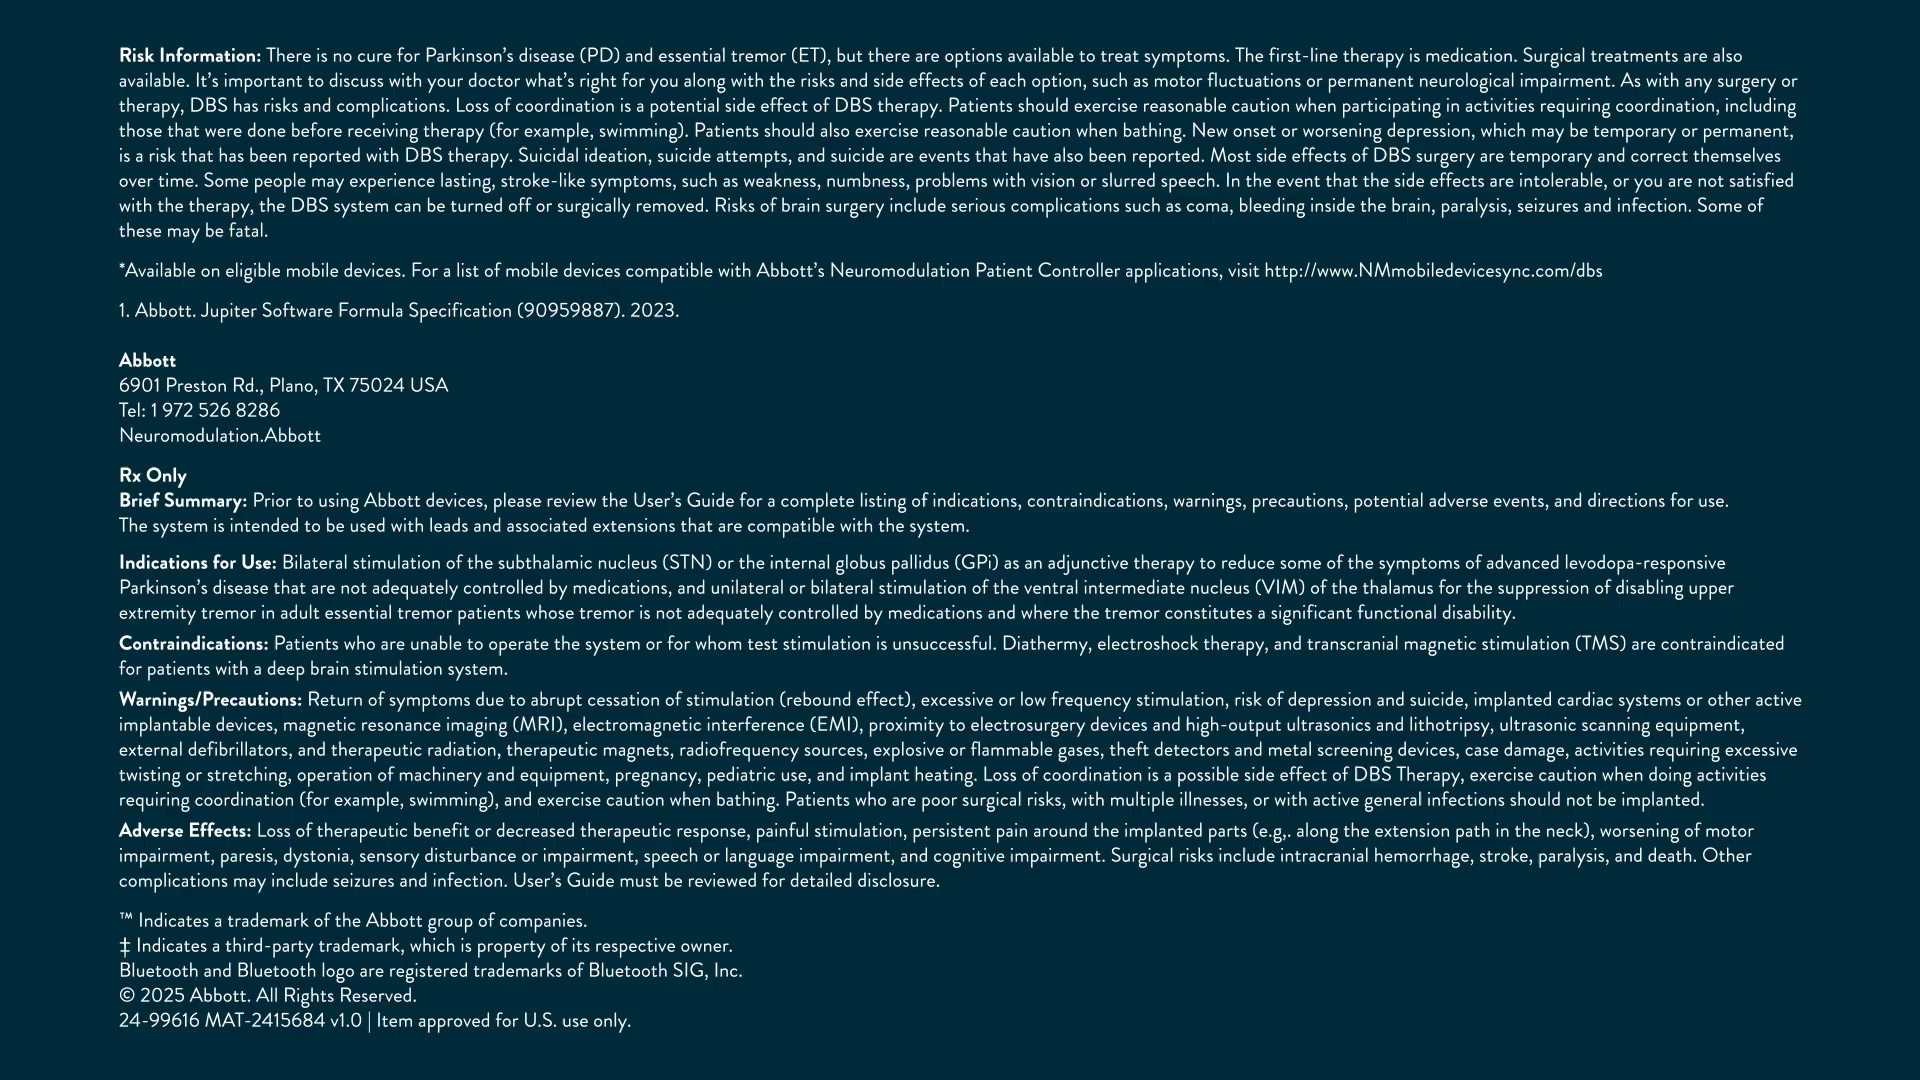 Risk Information: There is no cure for Parkinson's disease (PD) and essential tremor (ET), but there are options available to treat symptoms. The first-line therapy is medication. Surgical treatments are also
available. It's important to discuss with your doctor what's right for you along with the risks and side effects of each option, such as motor fluctuations or permanent neurological impairment. As with any surgery or
therapy, DBS has risks and complications. Loss of coordination is a potential side effect of DBS therapy. Patients should exercise reasonable caution when participating in activities requiring coordination, including
those that were done before receiving therapy (for example, swimming). Patients should also exercise reasonable caution when bathing. New onset or worsening depression, which may be temporary or permanent,
is a risk that has been reported with DBS therapy. Suicidal ideation, suicide attempts, and suicide are events that have also been reported. Most side effects of DBS surgery are temporary and correct themselves
over time. Some people may experience lasting, stroke-like symptoms, such as weakness, numbness, problems with vision or slurred speech. In the event that the side effects are intolerable, or you are not satisfied
with the therapy, the DBS system can be turned off or surgically removed. Risks of brain surgery include serious complications such as coma, bleeding inside the brain, paralysis, seizures and infection. Some of
these may be fatal.
*Available on eligible mobile devices. For a list of mobile devices compatible with Abbott's Neuromodulation Patient Controller applications, visit http://www.NMmobiledevicesync.com/dbs
1. Abbott. Jupiter Software Formula Specification (90959887). 2023.
Abbott
6901 Preston Rd., Plano, TX 75024 USA
Tel: 1 972 526 8286
Neuromodulation.Abbott
Rx Only
Brief Summary: Prior to using Abbott devices, please review the User's Guide for a complete listing of indications, contraindications, warnings, precautions, potential adverse events, and directions for use.
The system is intended to be used with leads and associated extensions that are compatible with the system.
Indications for Use: Bilateral stimulation of the subthalamic nucleus (STN) or the internal globus pallidus (GPi) as an adjunctive therapy to reduce some of the symptoms of advanced levodopa-responsive
Parkinson's disease that are not adequately controlled by medications, and unilateral or bilateral stimulation of the ventral intermediate nucleus (VIM) of the thalamus for the suppression of disabling upper
extremity tremor in adult essential tremor patients whose tremor is not adequately controlled by medications and where the tremor constitutes a significant functional disability.
Contraindications: Patients who are unable to operate the system or for whom test stimulation is unsuccessful. Diathermy, electroshock therapy, and transcranial magnetic stimulation (TMS) are contraindicated
for patients with a deep brain stimulation system.
Warnings/Precautions: Return of symptoms due to abrupt cessation of stimulation (rebound effect), excessive or low frequency stimulation, risk of depression and suicide, implanted cardiac systems or other active
implantable devices, magnetic resonance imaging (MRI), electromagnetic interference (EMI), proximity to electrosurgery devices and high-output ultrasonics and lithotripsy, ultrasonic scanning equipment,
external defibrillators, and therapeutic radiation, therapeutic magnets, radiofrequency sources, explosive or flammable gases, theft detectors and metal screening devices, case damage, activities requiring excessive
twisting or stretching, operation of machinery and equipment, pregnancy, pediatric use, and implant heating. Loss of coordination is a possible side effect of DBS Therapy, exercise caution when doing activities
requiring coordination (for example, swimming), and exercise caution when bathing. Patients who are poor surgical risks, with multiple illnesses, or with active general infections should not be implanted.
Adverse Effects: Loss of therapeutic benefit or decreased therapeutic response, painful stimulation, persistent pain around the implanted parts (e.g,. along the extension path in the neck), worsening of motor
impairment, paresis, dystonia, sensory disturbance or impairment, speech or language impairment, and cognitive impairment. Surgical risks include intracranial hemorrhage, stroke, paralysis, and death. Other
complications may include seizures and infection. User's Guide must be reviewed for detailed disclosure.
™ Indicates a trademark of the Abbott group of companies.
‡ Indicates a third-party trademark, which is property of its respective owner.
Bluetooth and Bluetooth logo are registered trademarks of Bluetooth SIG, Inc.
© 2025 Abbott. All Rights Reserved.
24-99616 MAT-2415684 v1.0 | Item approved for U.S. use only.